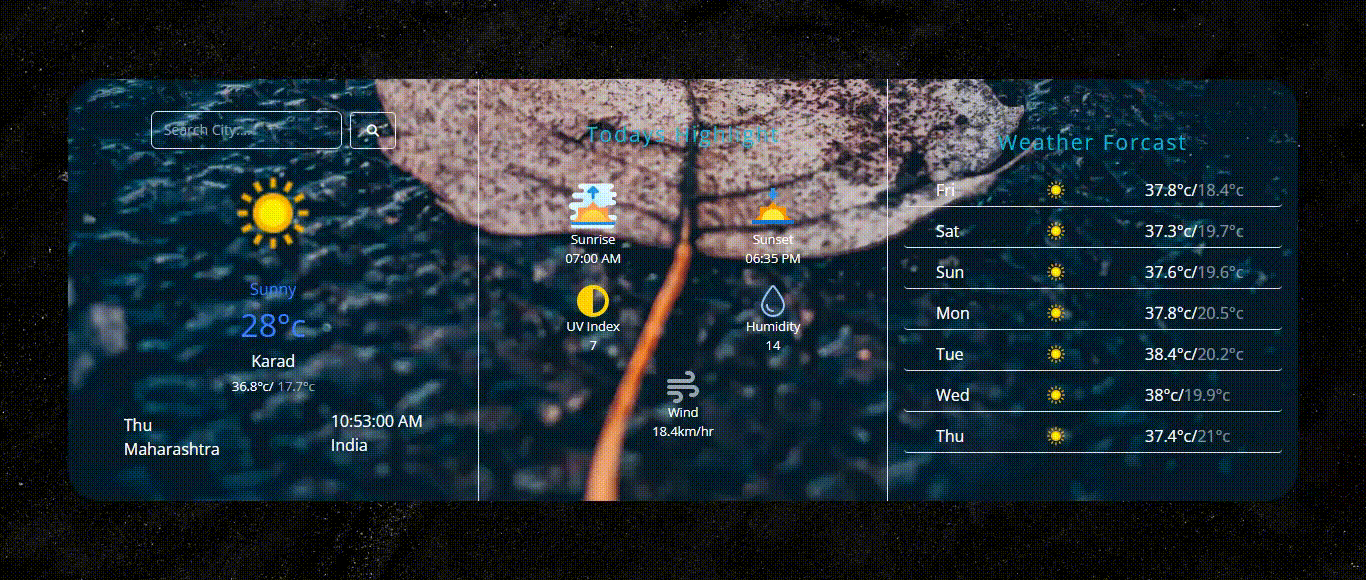 Search City....
Sunny
28°c
Karad
36.8°c/ 17.7°c
Thu
Maharashtra
10:53:00 AM
India
Todays Highlight
Sunrise
07:00 AM
Sunset
06:35 PM
UV Index
7
Humidity
14
Wind
18.4km/hr
Weather Forcast
Fri 37.8°c/18.4°c
Sat 37.3°c/19.7°c
Sun 37.6°c/19.6°c
Mon 37.8°c/20.5°c
Tue 38.4°c/20.2°c
Wed 38°c/19.9°c
Thu 37.4°c/21°c